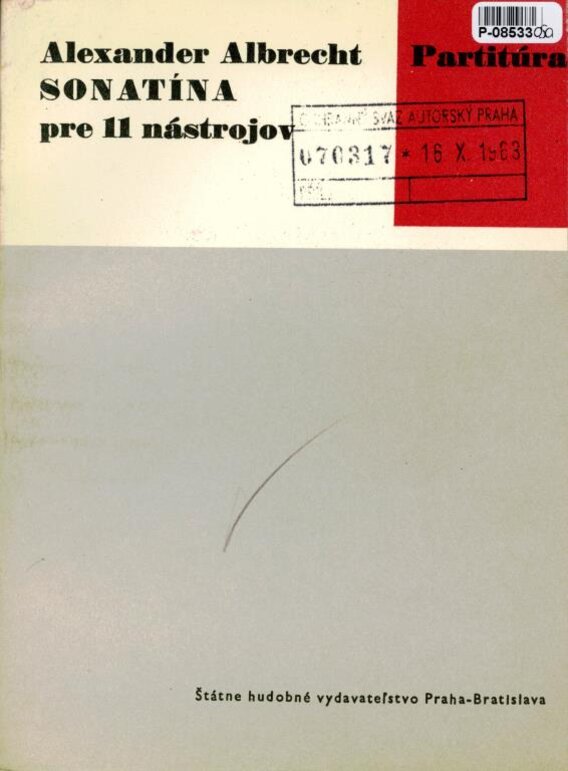 P-08533
Alexander Albrecht
Partitúra
SONATÍNA
pre 11 nástrojov
SVAZ AUTORSKÝ PRAHA
070317 * 16 X. 1963
Štátne hudobné vydavateľstvo Praha-Bratislava